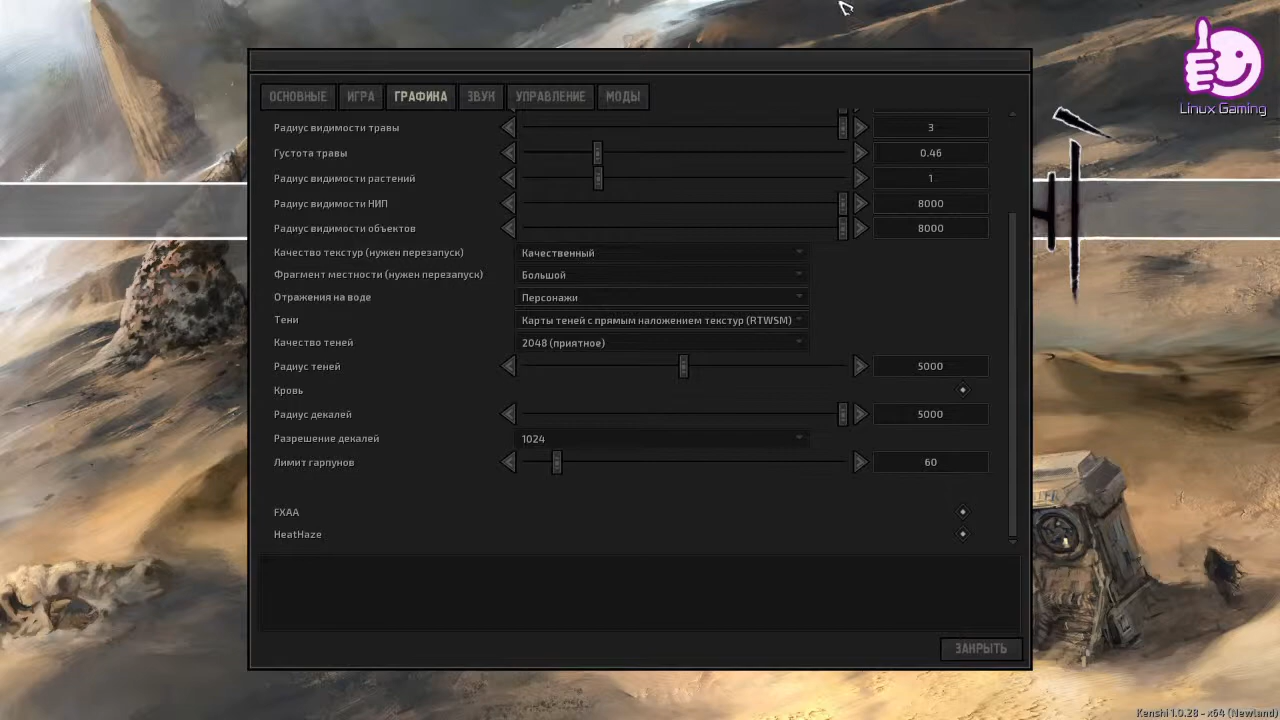 Linux Gaming
ОСНОВНЫЕ ИГРА ГРАФИКА ЗВУК УПРАВЛЕНИЕ МОДЫ
Радиус видимости травы 3
Густота травы 0.46
Радиус видимости растений 1
Радиус видимости НИП 8000
Радиус видимости объектов 8000
Качество текстур (нужен перезапуск) Качественный
Фрагмент местности (нужен перезапуск) Большой
Отражения на воде Персонажи
Тени Карты теней с прямым наложением текстур (RTWSM)
Качество теней 2048 (приятное)
Радиус теней 5000
Кровь
Радиус декалей 5000
Разрешение декалей 1024
Лимит гарпунов 60
FXAA
HeatHaze
ЗАКРЫТЬ
Kenshi 1.0.28 - x64 (Newland)